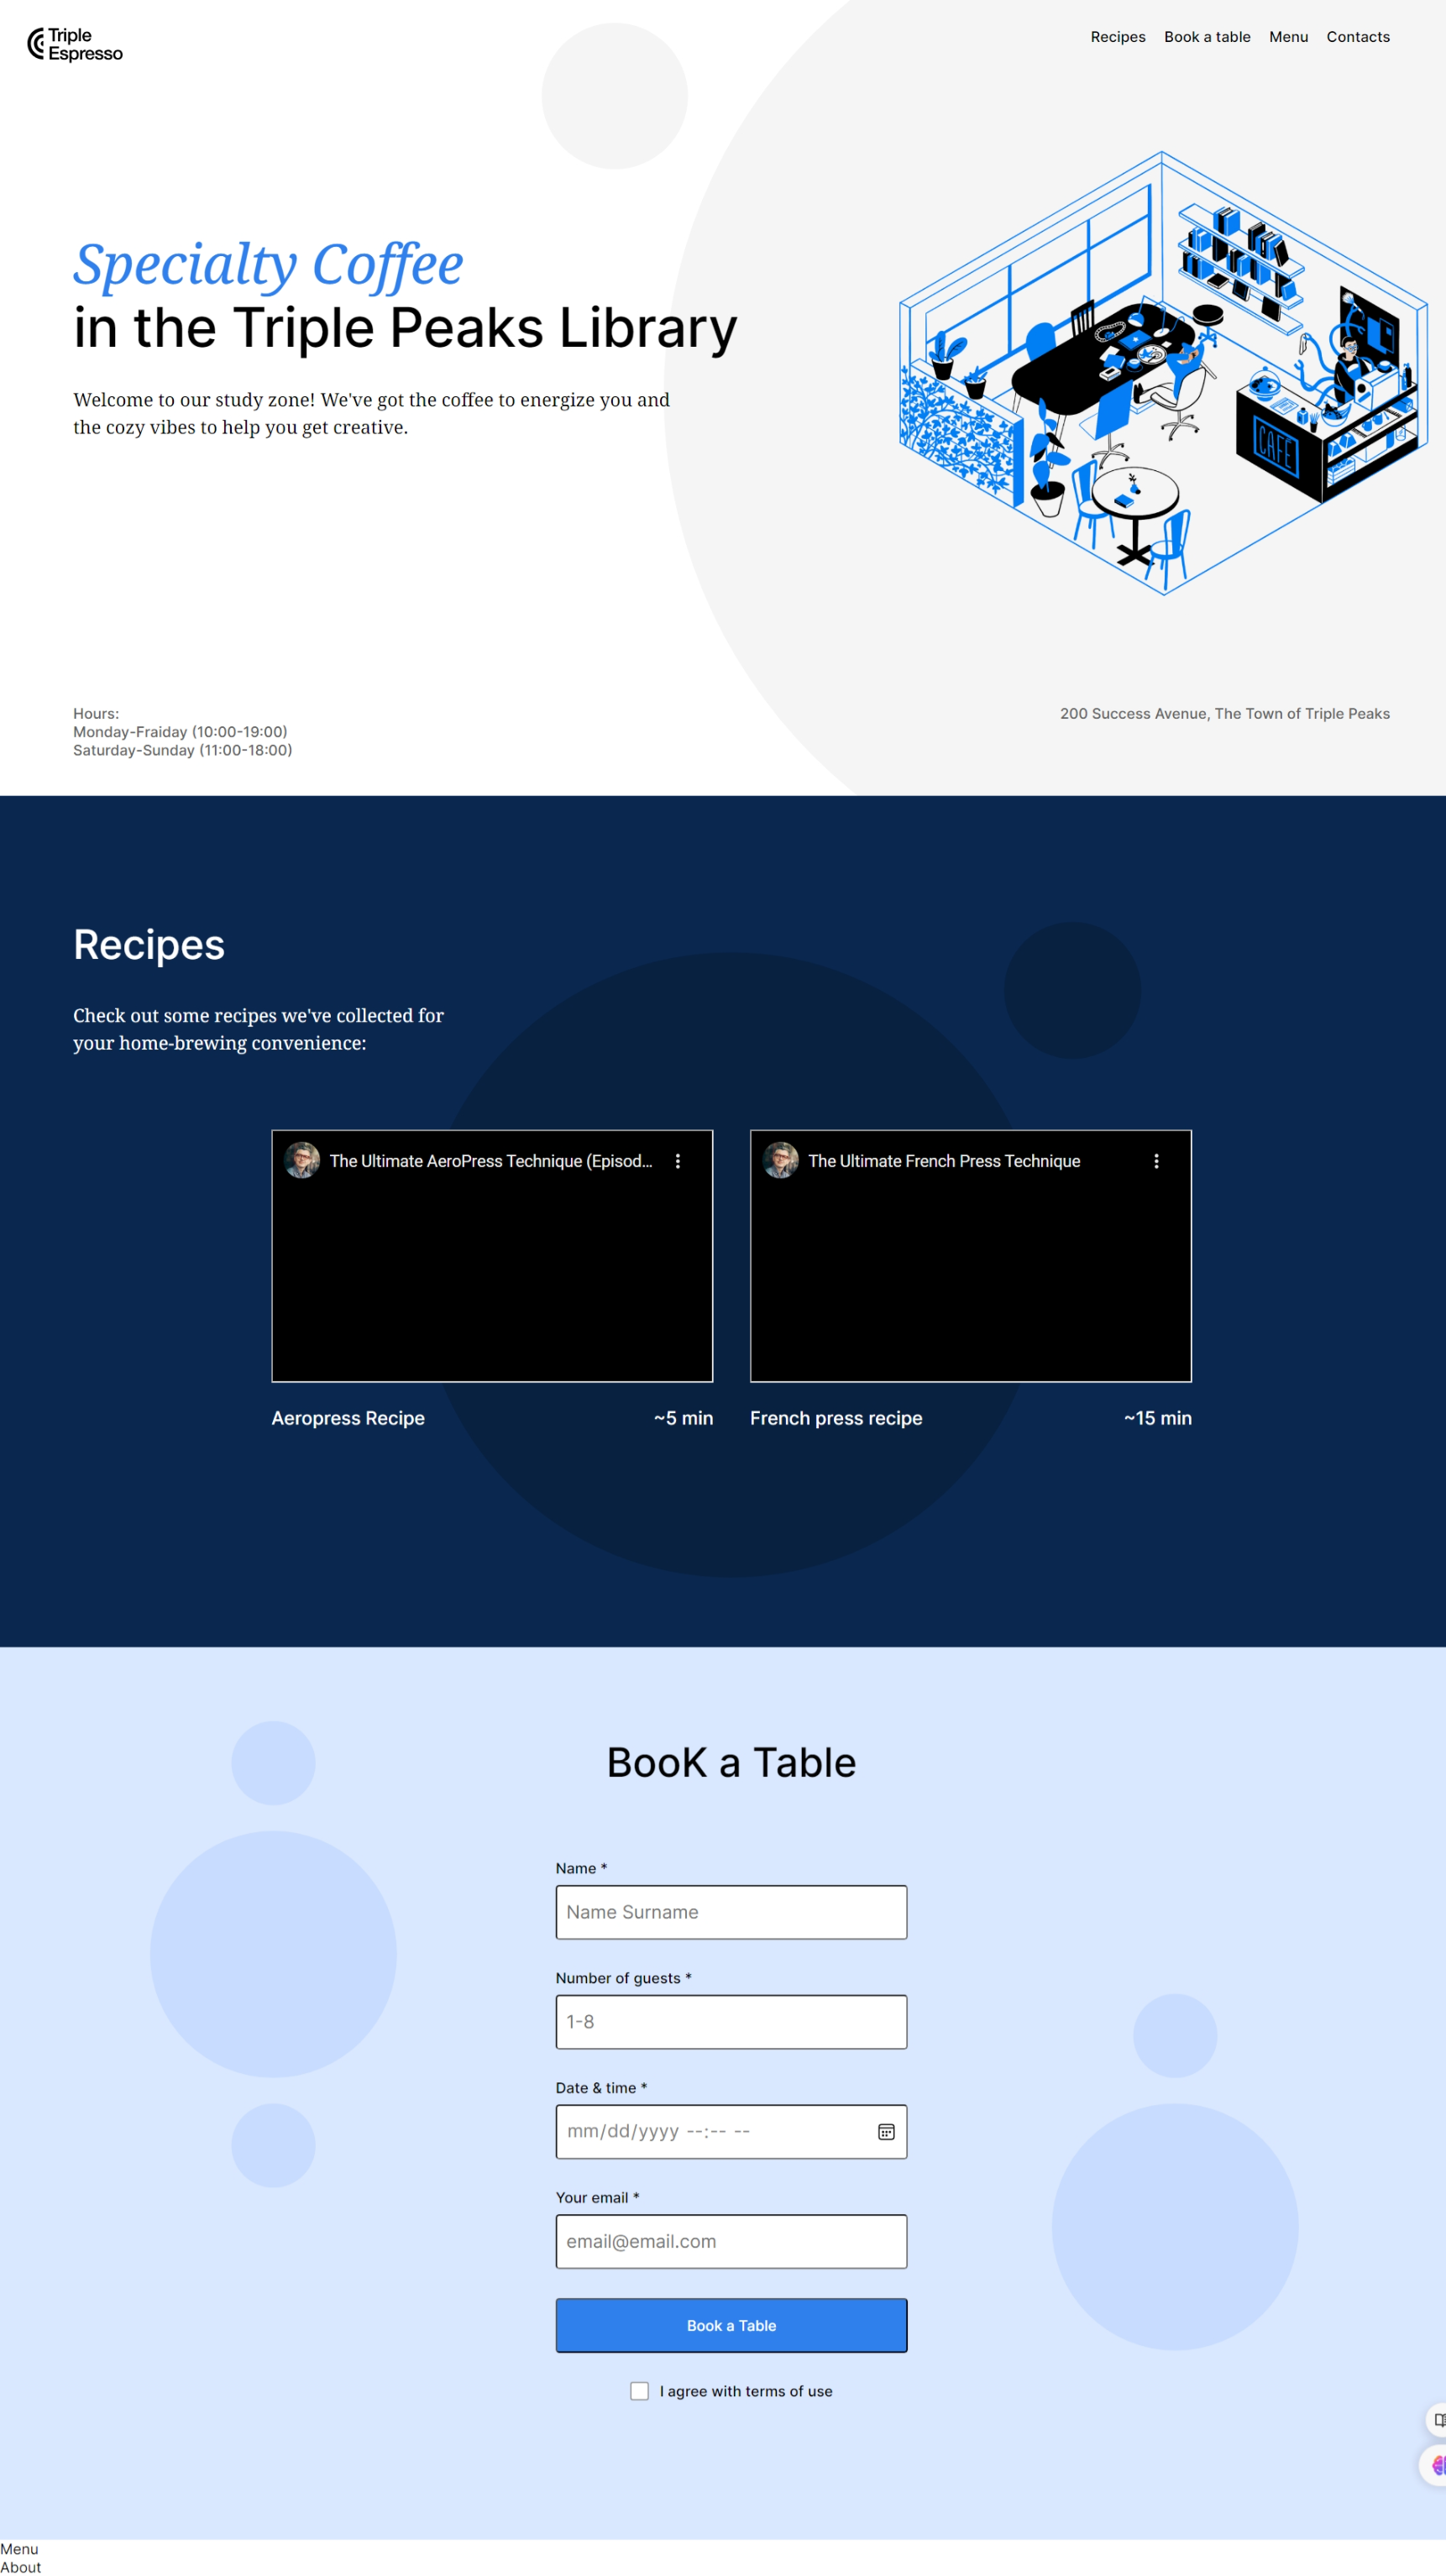 Triple
Espresso
Recipes Book a table Menu Contacts
Specialty Coffee
in the Triple Peaks Library
Welcome to our study zone! We've got the coffee to energize you and
the cozy vibes to help you get creative.
CAFÉ
Hours:
Monday-Fraiday (10:00-19:00)
Saturday-Sunday (11:00-18:00)
200 Success Avenue, The Town of Triple Peaks
Recipes
Check out some recipes we've collected for
your home-brewing convenience:
The Ultimate AeroPress Technique (Episod...
The Ultimate French Press Technique
Aeropress Recipe ~5 min
French press recipe ~15 min
BooK a Table
Name *
Name Surname
Number of guests *
1-8
Date & time *
mm/dd/yyyy --:-- --
Your email *
email@email.com
Book a Table
I agree with terms of use
Menu
About